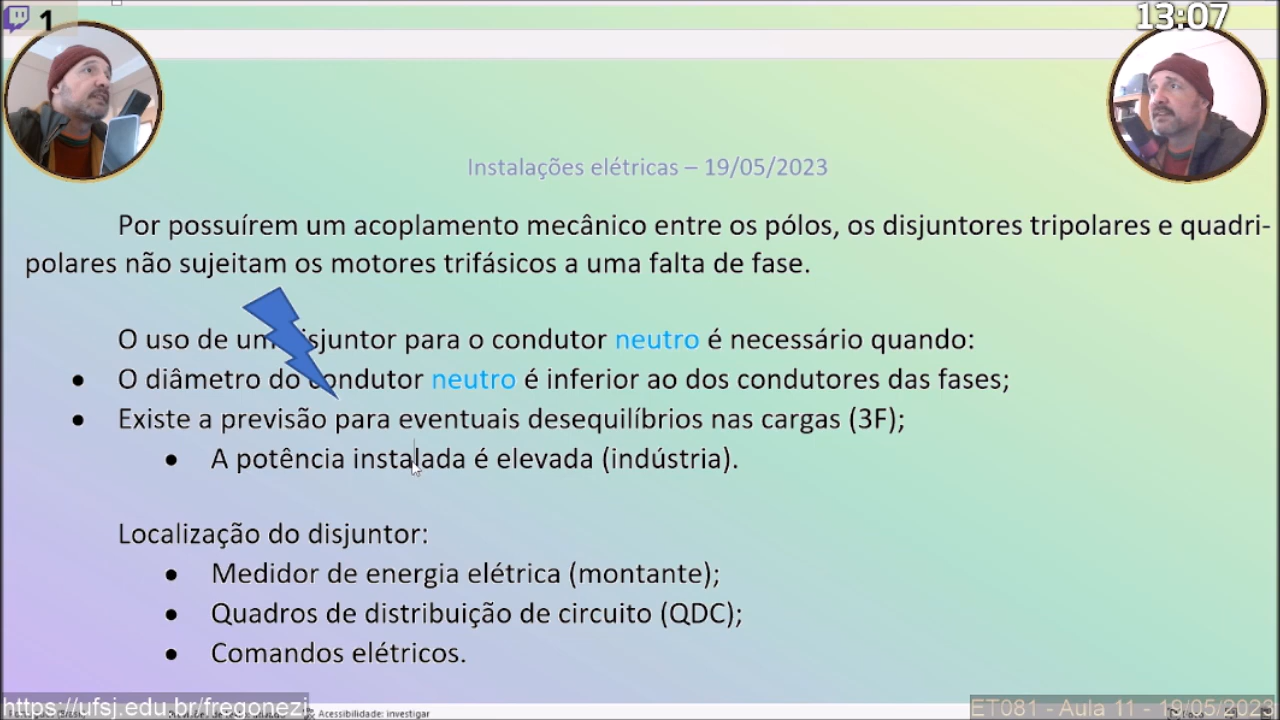 1
13:07
Instalações elétricas – 19/05/2023
Por possuírem um acoplamento mecânico entre os pólos, os disjuntores tripolares e quadri-
polares não sujeitam os motores trifásicos a uma falta de fase.
O uso de um disjuntor para o condutor neutro é necessário quando:
• O diâmetro do condutor neutro é inferior ao dos condutores das fases;
• Existe a previsão para eventuais desequilíbrios nas cargas (3F);
• A potência instalada é elevada (indústria).
Localização do disjuntor:
• Medidor de energia elétrica (montante);
• Quadros de distribuição de circuito (QDC);
• Comandos elétricos.
https://ufsj.edu.br/fregonezi
Acessibilidade: investigar
ET081 - Aula 11 - 19/05/2023